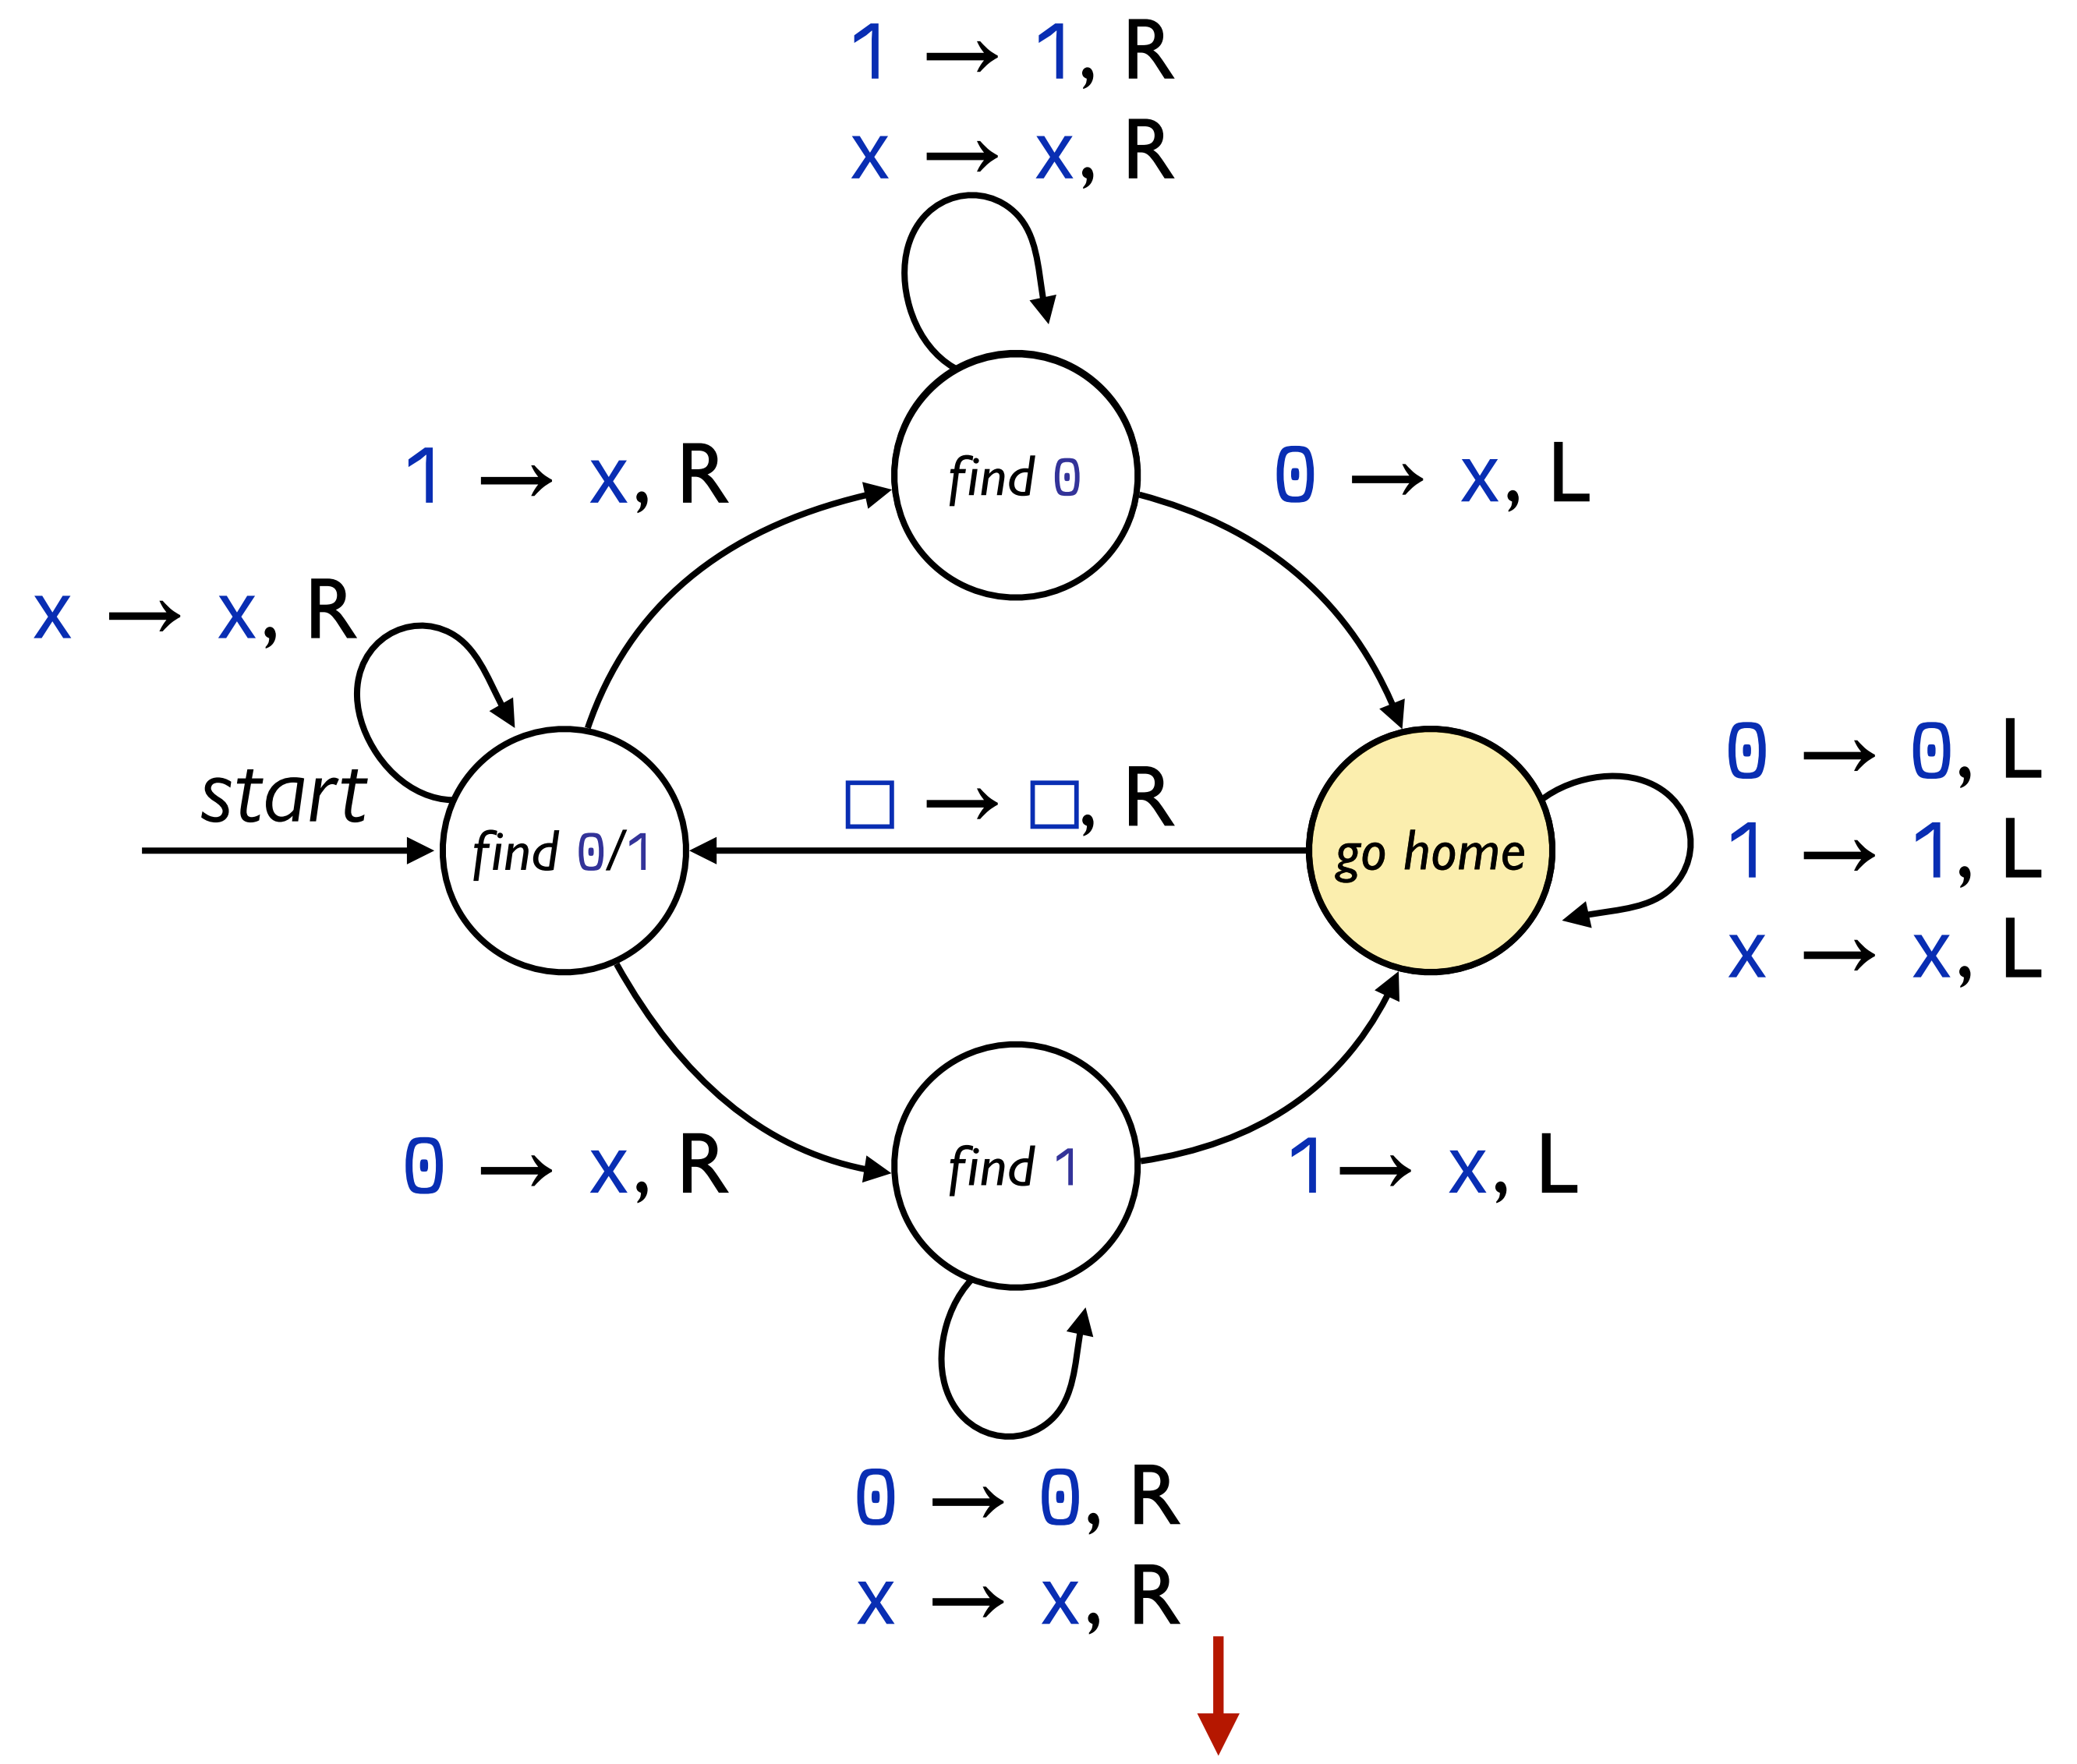 1 → 1, R
x → x, R
1 → x, R
find 0
0 → x, L
x → x, R
start
find 0/1
□ → □, R
go home
0 → 0, L
1 → 1, L
x → x, L
0 → x, R
find 1
1→ x, L
0 → 0, R
x → x, R